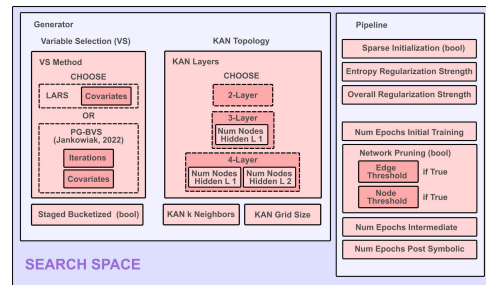 Generator
Variable Selection (VS)
VS Method
CHOOSE
LARS
Covariates
OR
PG-BVS
(Jankowiak, 2022)
Iterations
Covariates
Staged Bucketized (bool)
KAN Topology
KAN Layers
CHOOSE
2-Layer
3-Layer
Num Nodes
Hidden L 1
4-Layer
Num Nodes
Hidden L 1
Num Nodes
Hidden L 2
KAN k Neighbors
KAN Grid Size
Pipeline
Sparse Initialization (bool)
Entropy Regularization Strength
Overall Regularization Strength
Num Epochs Initial Training
Network Pruning (bool)
Edge
Threshold
if True
Node
Threshold
if True
Num Epochs Intermediate
Num Epochs Post Symbolic
SEARCH SPACE